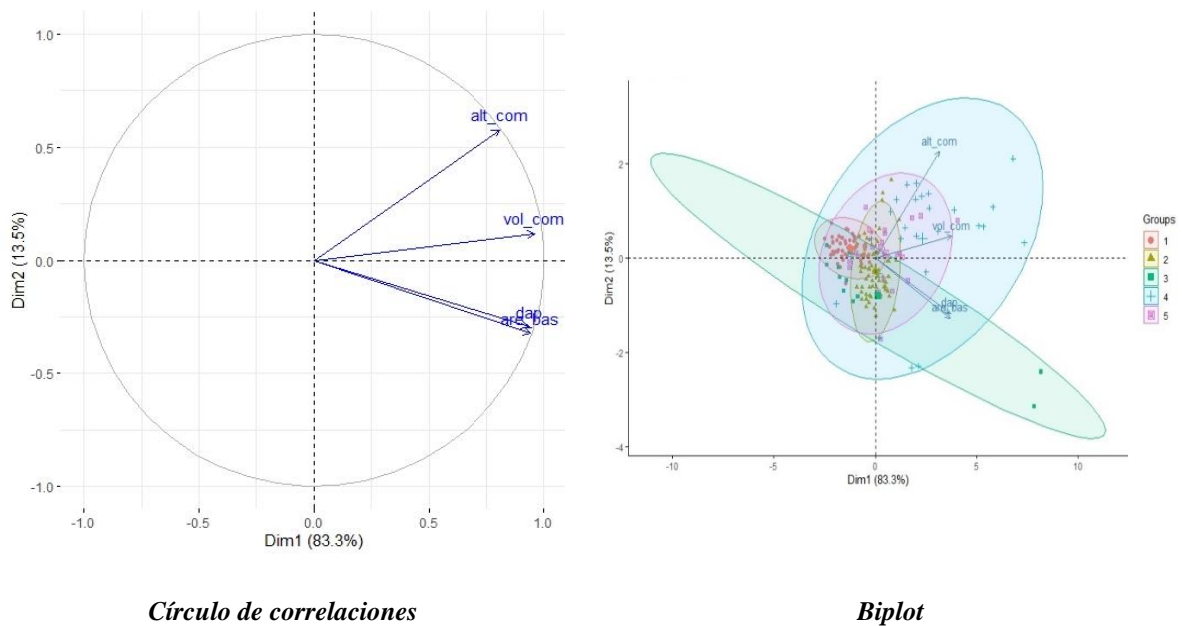 1.0
0.5
0.0
-0.5
-1.0
-1.0
-0.5
0.0
0.5
1.0
Dim2 (13.5%)
Dim1 (83.3%)
alt_com
vol_com
dap
are_bas
2
0
-2
-4
-10
-5
0
5
10
Dim2 (13.5%)
Dim1 (83.3%)
alt_com
vol_com
dap
are_bas
Groups
1
2
3
4
5
Círculo de correlaciones
Biplot